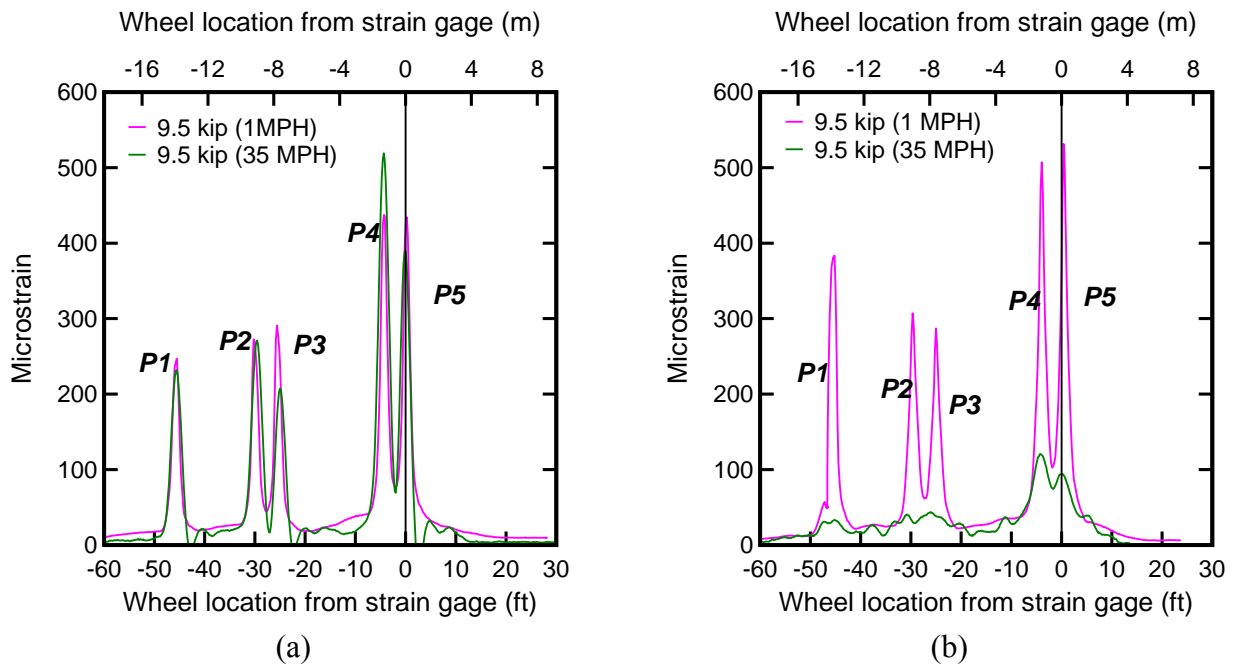 Wheel location from strain gage (m)
-16 -12 -8 -4 0 4 8
600
500
400
300
200
100
0
Microstrain
9.5 kip (1MPH)
9.5 kip (35 MPH)
P1
P2
P3
P4
P5
-60 -50 -40 -30 -20 -10 0 10 20 30
Wheel location from strain gage (ft)
(a)
Wheel location from strain gage (m)
-16 -12 -8 -4 0 4 8
600
500
400
300
200
100
0
Microstrain
9.5 kip (1 MPH)
9.5 kip (35 MPH)
P1
P2
P3
P4
P5
-60 -50 -40 -30 -20 -10 0 10 20 30
Wheel location from strain gage (ft)
(b)